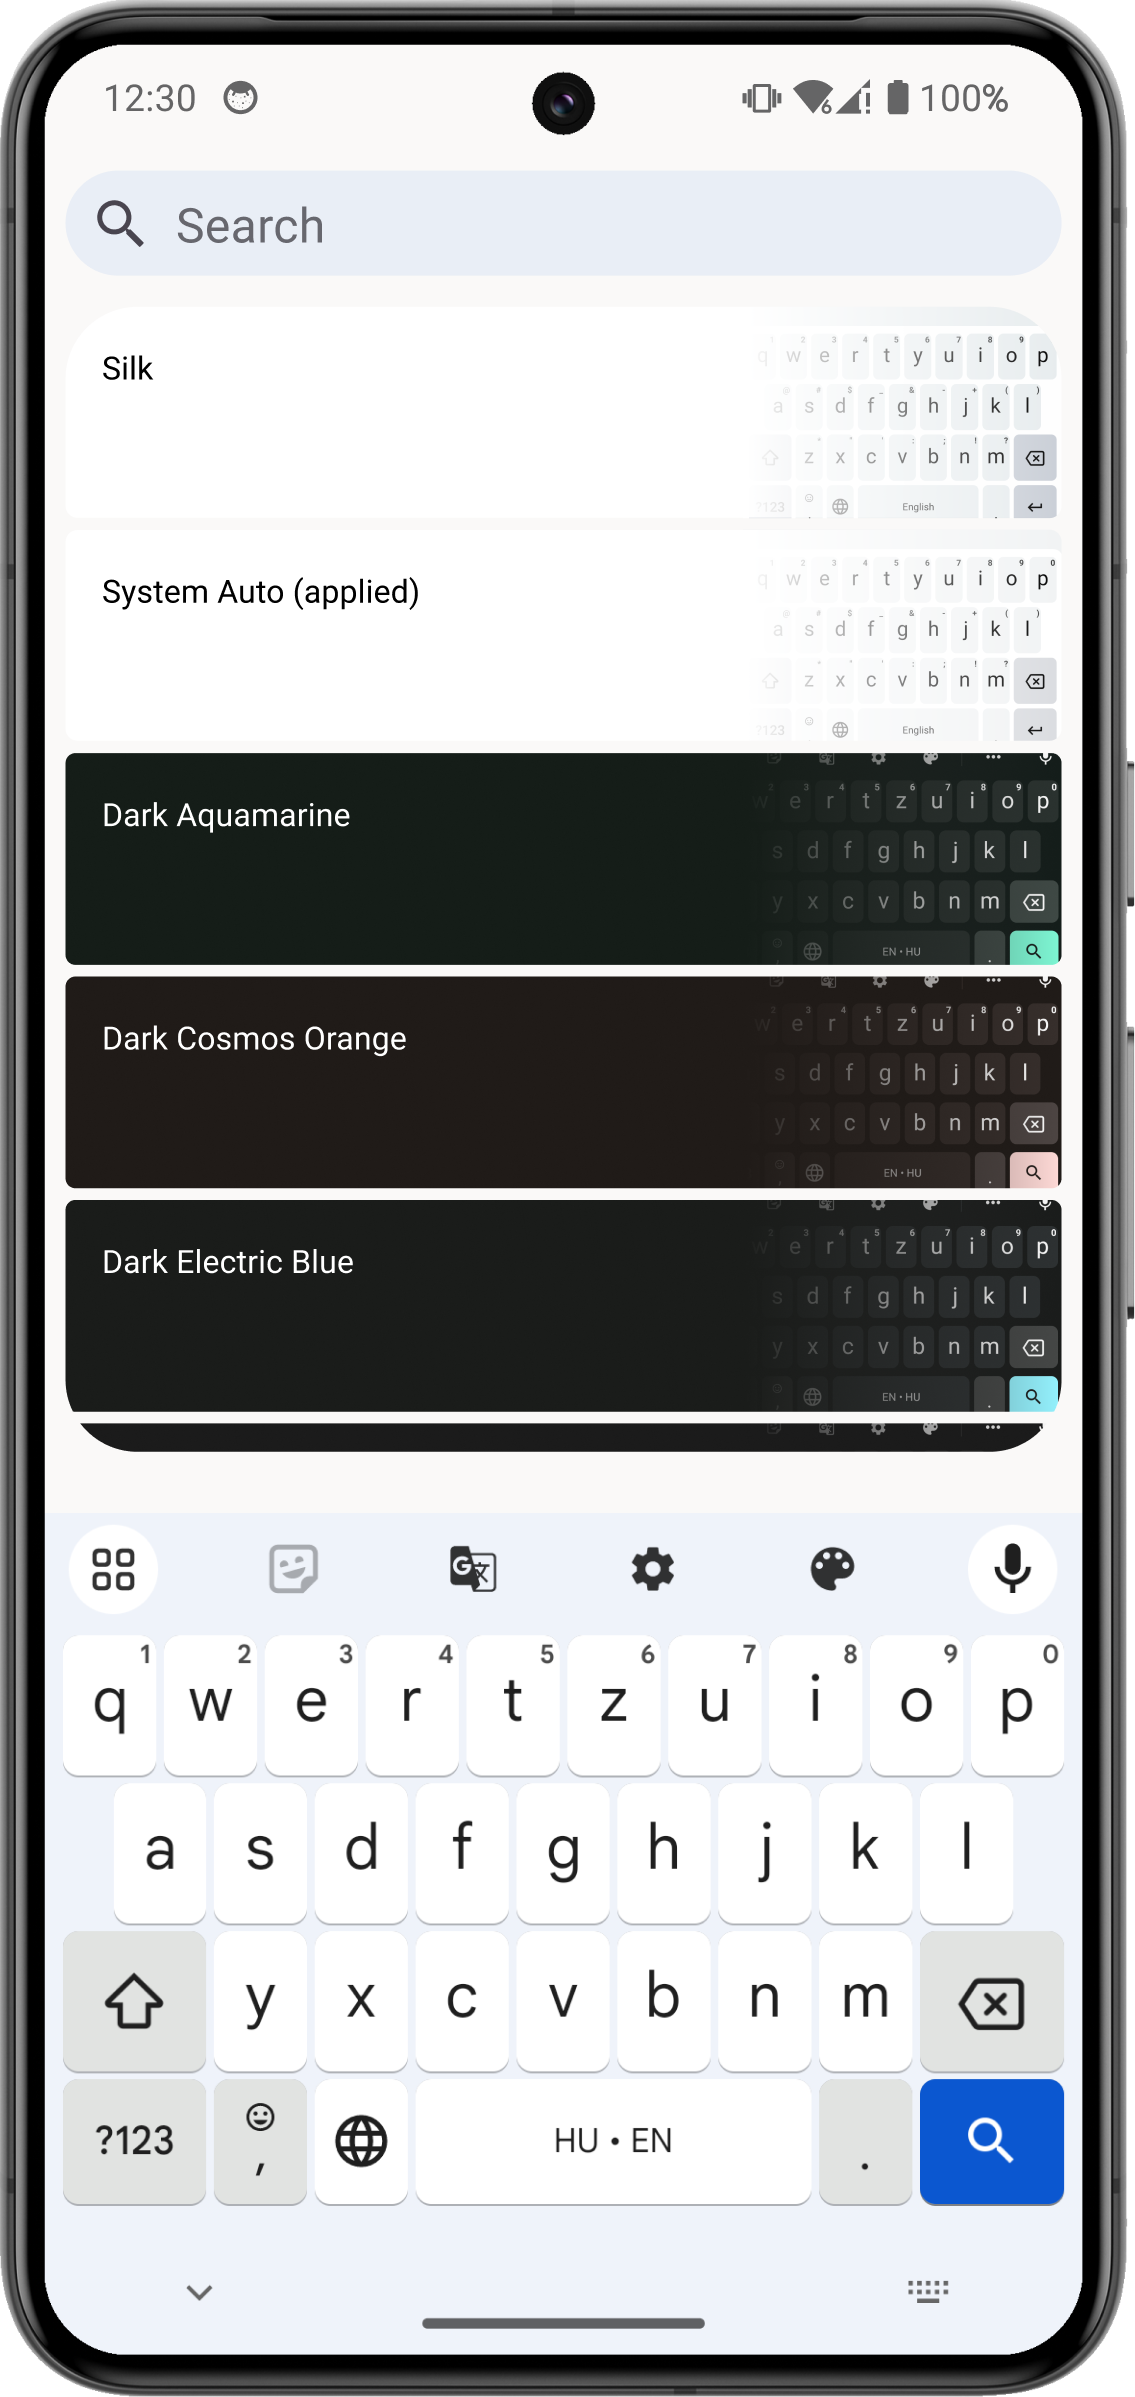 12:30 6 100%
Search
Silk
q w e r t y u i o p
a s d f g h j k l
z x c v b n m
?123 English .
System Auto (applied)
q w e r t y u i o p
a s d f g h j k l
z x c v b n m
?123 English .
Dark Aquamarine
w e r t z u i o p
s d f g h j k l
y x c v b n m
EN • HU .
Dark Cosmos Orange
w e r t z u i o p
s d f g h j k l
y x c v b n m
EN • HU .
Dark Electric Blue
w e r t z u i o p
s d f g h j k l
y x c v b n m
EN • HU .
1 2 3 4 5 6 7 8 9 0
q w e r t z u i o p
a s d f g h j k l
y x c v b n m
?123 , HU • EN .